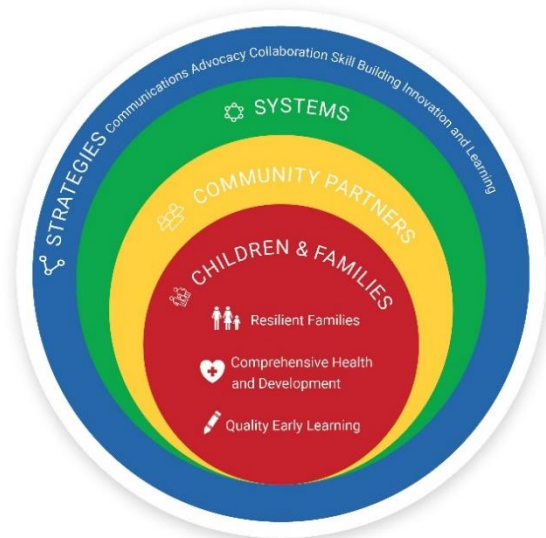 STRATEGIES Communications Advocacy Collaboration Skill Building Innovation and Learning
SYSTEMS
COMMUNITY PARTNERS
CHILDREN & FAMILIES
Resilient Families
Comprehensive Health
and Development
Quality Early Learning